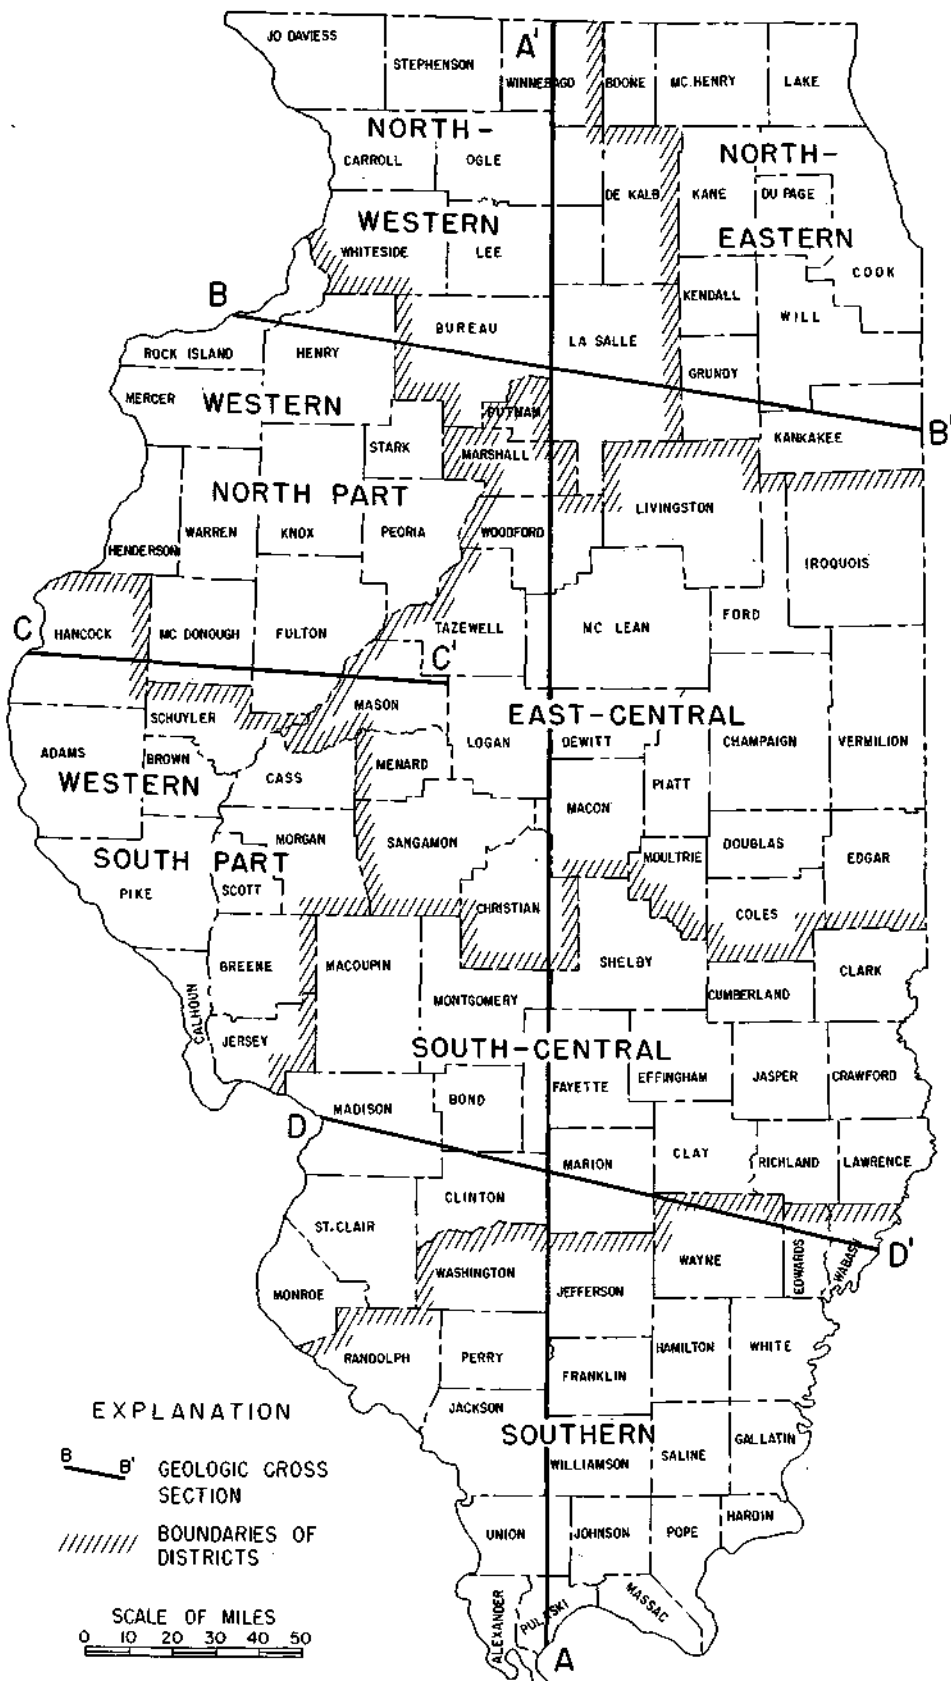 JO DAVIESS
STEPHENSON
A'
WINNEBAGO
BOONE
MC HENRY
LAKE
NORTH-
CARROLL
OGLE
NORTH-
DE KALB
KANE
DU PAGE
WESTERN
WHITESIDE
LEE
EASTERN
COOK
B
KENDALL
WILL
BUREAU
LA SALLE
ROCK ISLAND
HENRY
GRUNDY
MERCER
WESTERN
PUTNAM
B'
STARK
MARSHALL
KANKAKEE
NORTH PART
LIVINGSTON
WARREN
KNOX
PEORIA
WOODFORD
HENDERSON
IROQUOIS
FORD
C
HANCOCK
MC DONOUGH
FULTON
TAZEWELL
MC LEAN
C'
MASON
SCHUYLER
EAST-CENTRAL
ADAMS
BROWN
LOGAN
DEWITT
CHAMPAIGN
VERMILION
MENARD
WESTERN
CASS
PIATT
MACON
MORGAN
SANGAMON
DOUGLAS
SOUTH PART
MOULTRIE
EDGAR
PIKE
SCOTT
CHRISTIAN
COLES
GREENE
MACOUPIN
SHELBY
CLARK
CALHOUN
MONTGOMERY
CUMBERLAND
JERSEY
SOUTH-CENTRAL
FAYETTE
EFFINGHAM
JASPER
CRAWFORD
D
MADISON
BOND
MARION
CLAY
RICHLAND
LAWRENCE
CLINTON
ST. CLAIR
D'
WASHINGTON
WAYNE
EDWARDS
WABASH
MONROE
JEFFERSON
RANDOLPH
PERRY
HAMILTON
WHITE
FRANKLIN
JACKSON
SOUTHERN
GALLATIN
WILLIAMSON
SALINE
UNION
JOHNSON
POPE
HARDIN
ALEXANDER
PULASKI
MASSAC
A
EXPLANATION
B B' GEOLOGIC CROSS
SECTION
BOUNDARIES OF
DISTRICTS
SCALE OF MILES
0 10 20 30 40 50